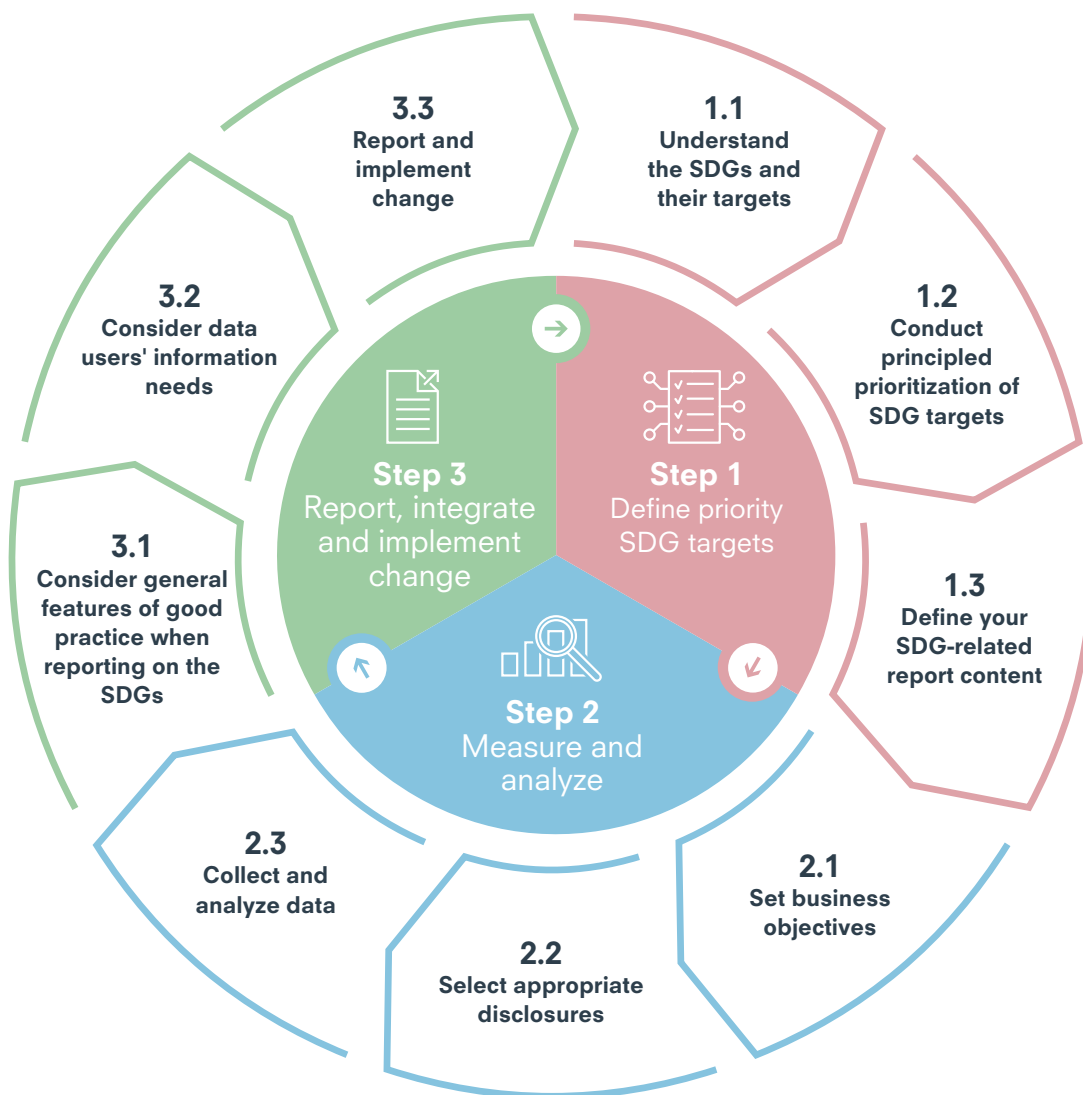 1.1
Understand
the SDGs and
their targets
1.2
Conduct
principled
prioritization of
SDG targets
1.3
Define your
SDG-related
report content
2.1
Set business
objectives
2.2
Select appropriate
disclosures
2.3
Collect and
analyze data
3.1
Consider general
features of good
practice when
reporting on the
SDGs
3.2
Consider data
users' information
needs
3.3
Report and
implement
change
Step 1
Define priority
SDG targets
Step 2
Measure and
analyze
Step 3
Report, integrate
and implement
change